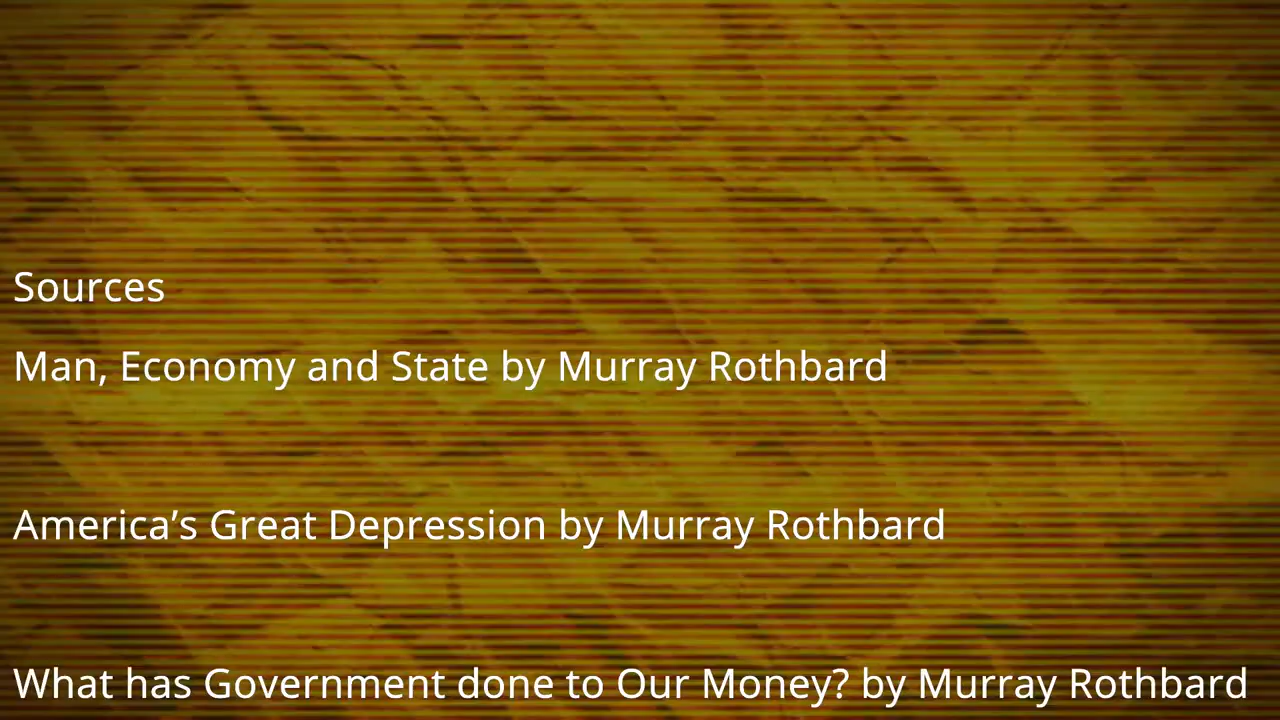 Sources
Man, Economy and State by Murray Rothbard
America’s Great Depression by Murray Rothbard
What has Government done to Our Money? by Murray Rothbard